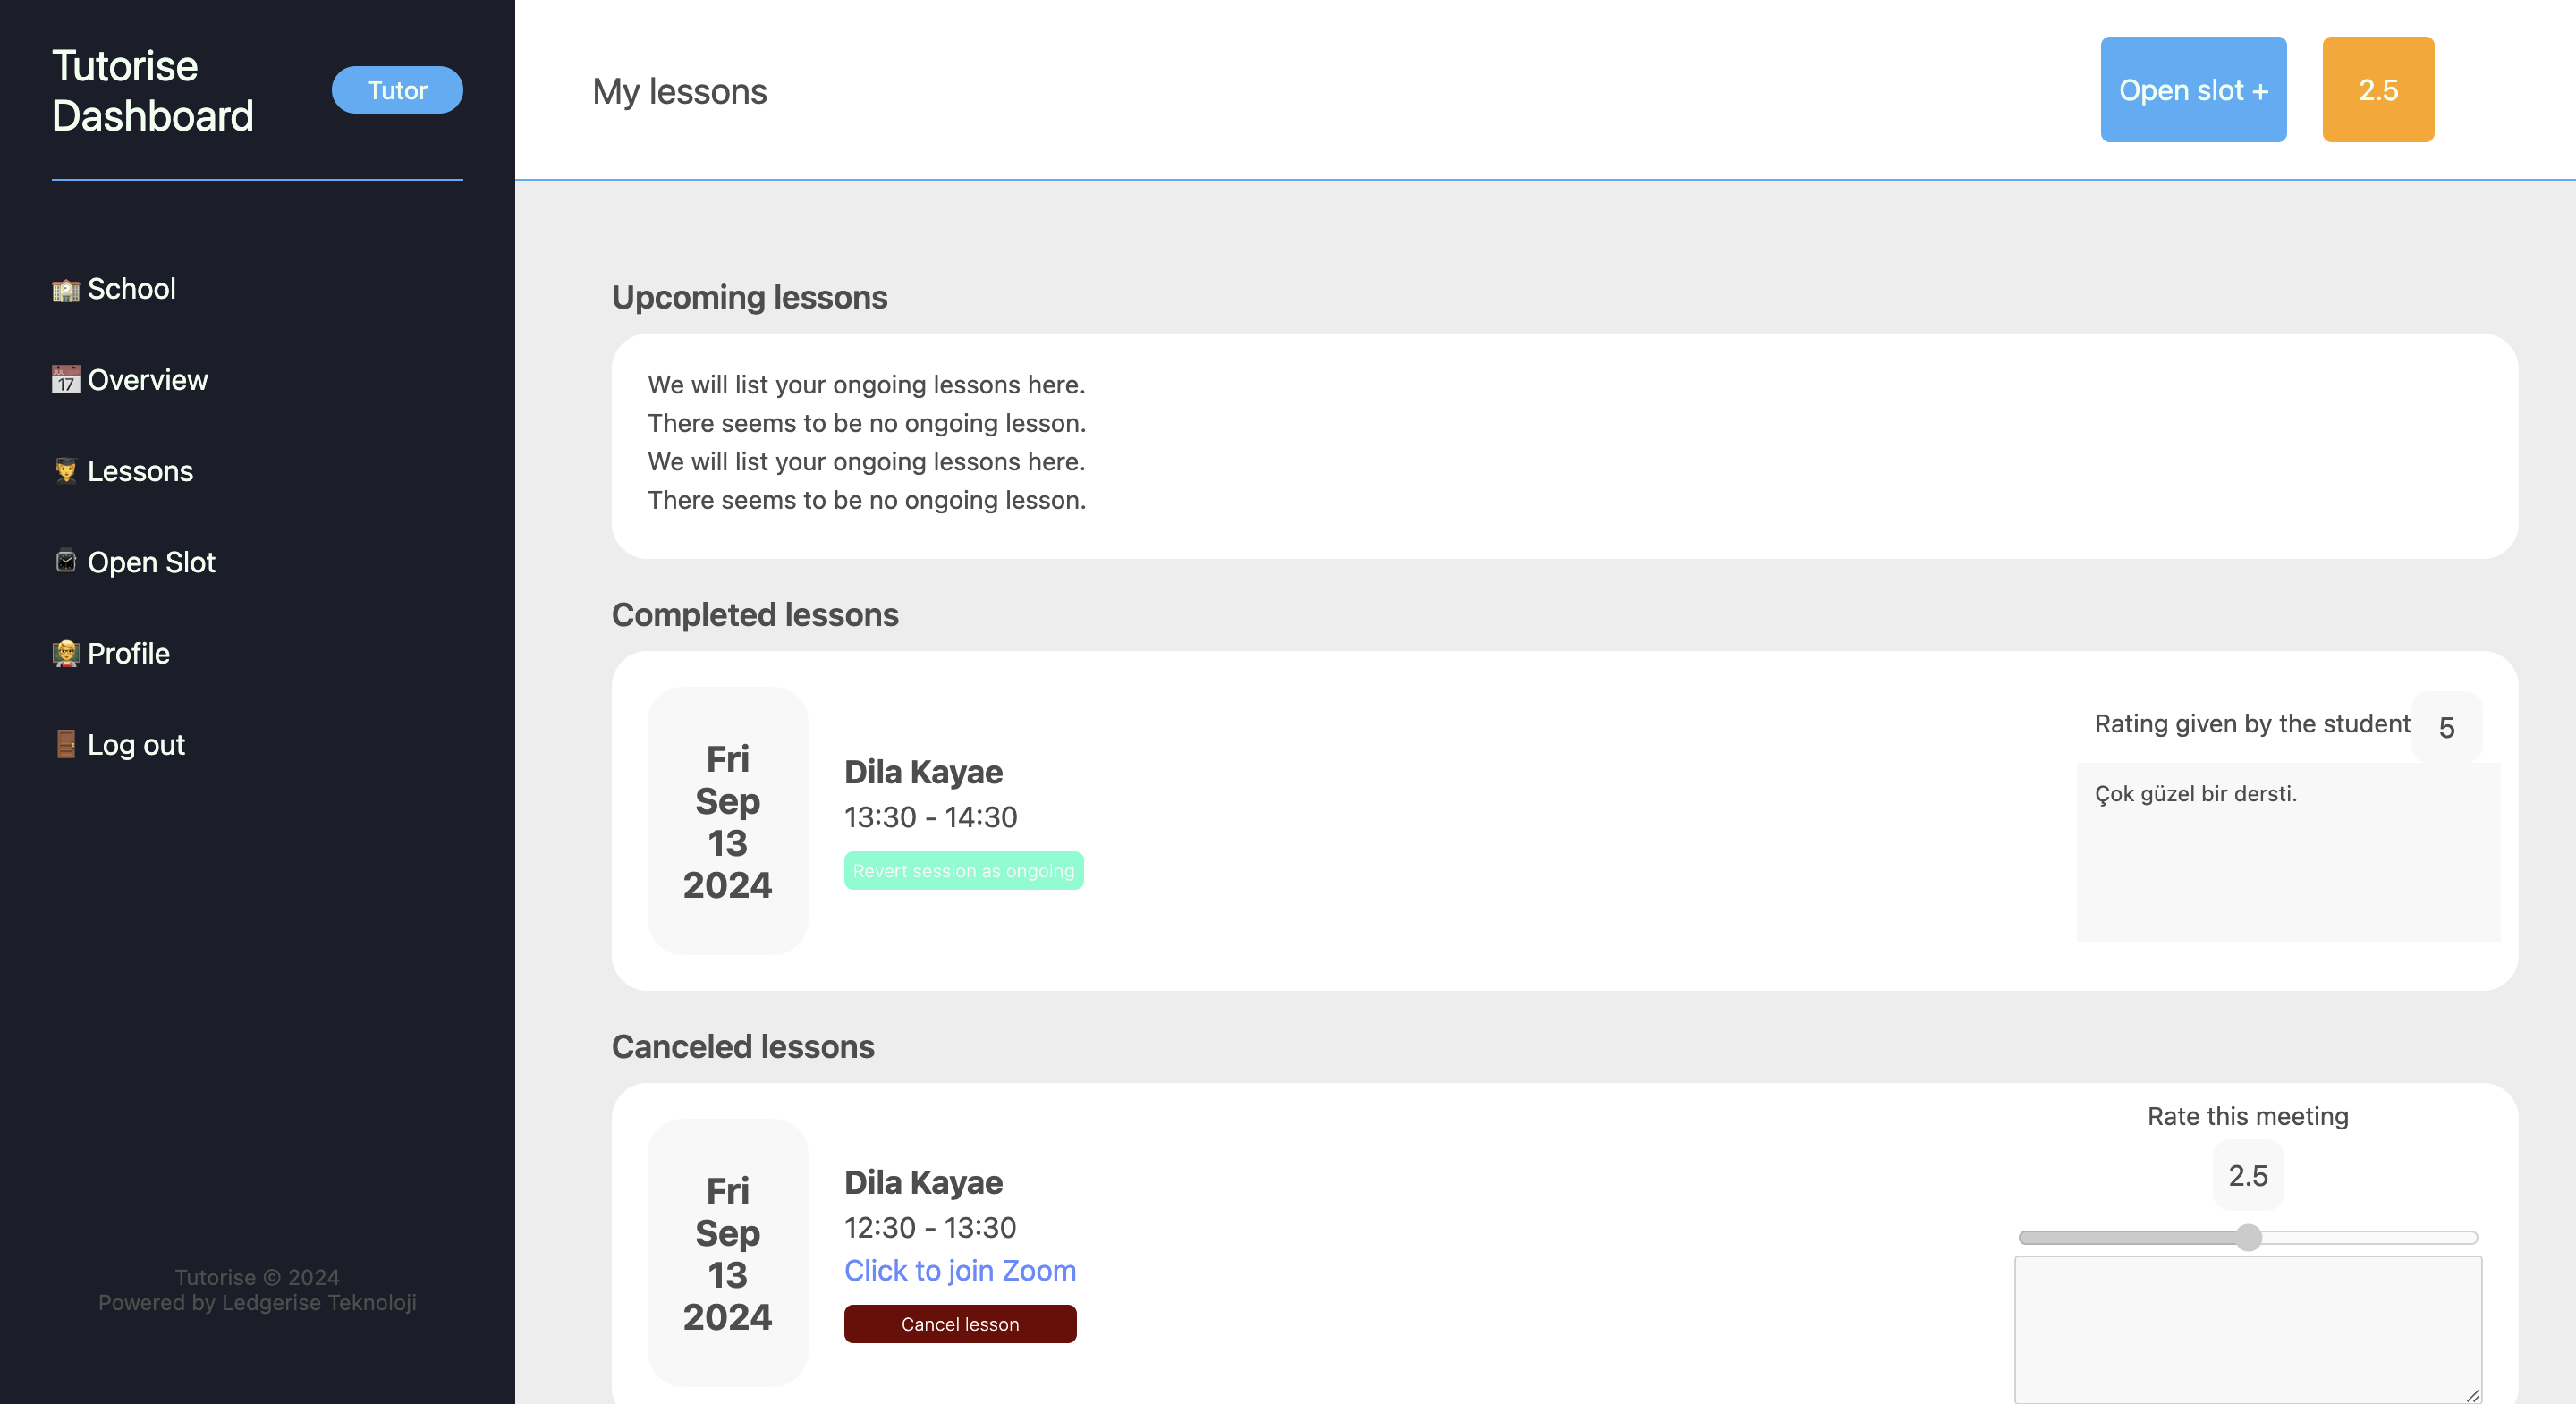 Tutorise
Dashboard
Tutor
School
Overview
Lessons
Open Slot
Profile
Log out
Tutorise © 2024
Powered by Ledgerise Teknoloji
My lessons
Open slot +
2.5
Upcoming lessons
We will list your ongoing lessons here.
There seems to be no ongoing lesson.
We will list your ongoing lessons here.
There seems to be no ongoing lesson.
Completed lessons
Fri
Sep
13
2024
Dila Kayae
13:30 - 14:30
Revert session as ongoing
Rating given by the student
5
Çok güzel bir dersti.
Canceled lessons
Fri
Sep
13
2024
Dila Kayae
12:30 - 13:30
Click to join Zoom
Cancel lesson
Rate this meeting
2.5